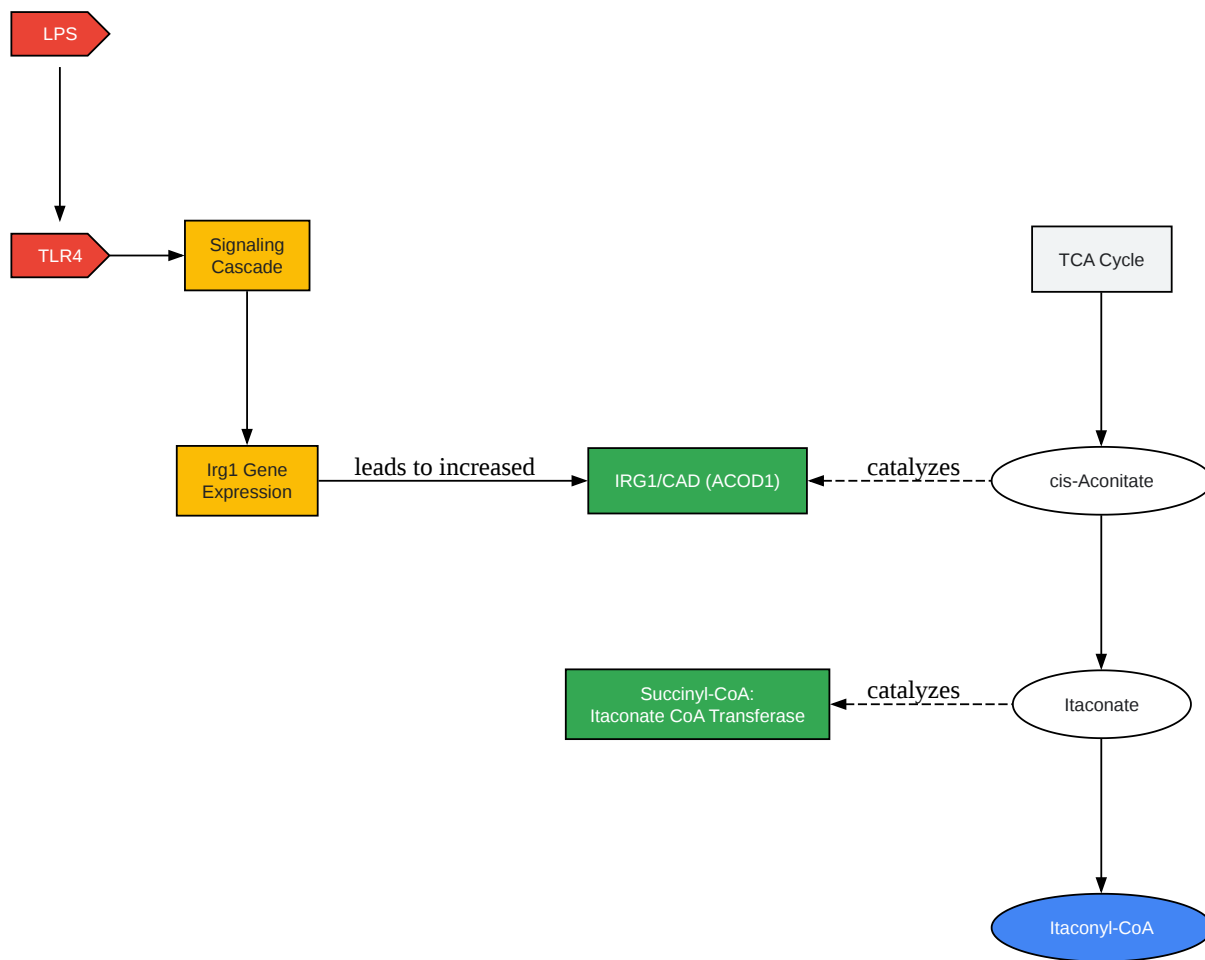 LPS
TLR4
Signaling
Cascade
TCA Cycle
Irg1 Gene
Expression
leads to increased
IRG1/CAD (ACOD1)
catalyzes
cis-Aconitate
Succinyl-CoA:
Itaconate CoA Transferase
catalyzes
Itaconate
Itaconyl-CoA